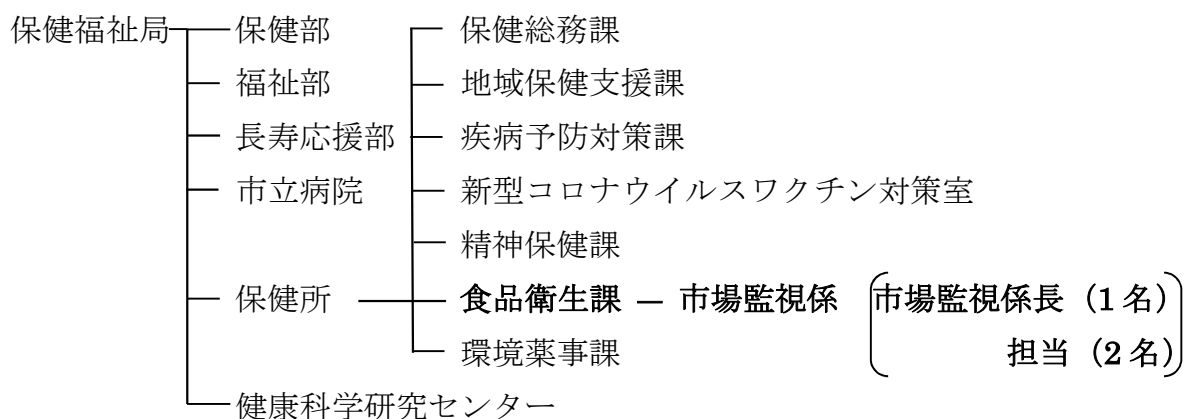 保健福祉局 保健部 保健総務課
福祉部 地域保健支援課
長寿応援部 疾病予防対策課
市立病院 新型コロナウイルスワクチン対策室
精神保健課
保健所 食品衛生課 － 市場監視係 (市場監視係長（1名）
担当（2名）)
環境薬事課
健康科学研究センター